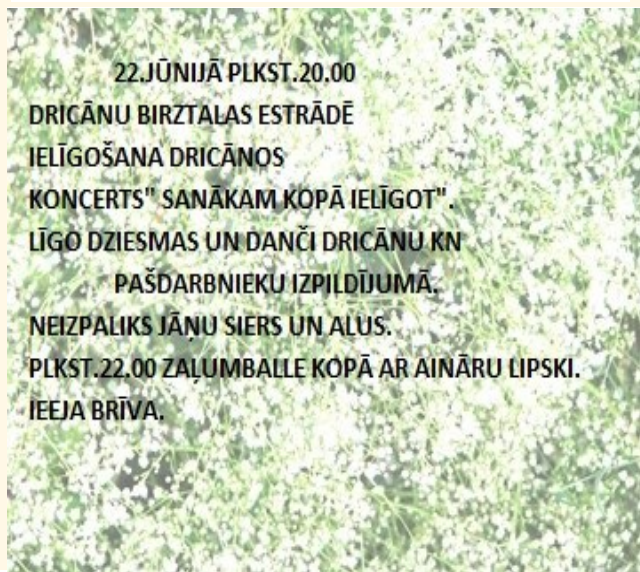 22.JŪNIJĀ PLKST.20.00
DRICĀNU BIRZTALAS ESTRĀDĒ
IELĪGOŠANA DRICĀNOS
KONCERTS" SANĀKAM KOPĀ IELĪGOT".
LĪGO DZIESMAS UN DANČI DRICĀNU KN
PAŠDARBNIEKU IZPILDĪJUMĀ.
NEIZPALIKS JĀŅU SIERS UN ALUS.
PLKST.22.00 ZAĻUMBALLE KOPĀ AR AINĀRU LIPSKI.
IEEJA BRĪVA.